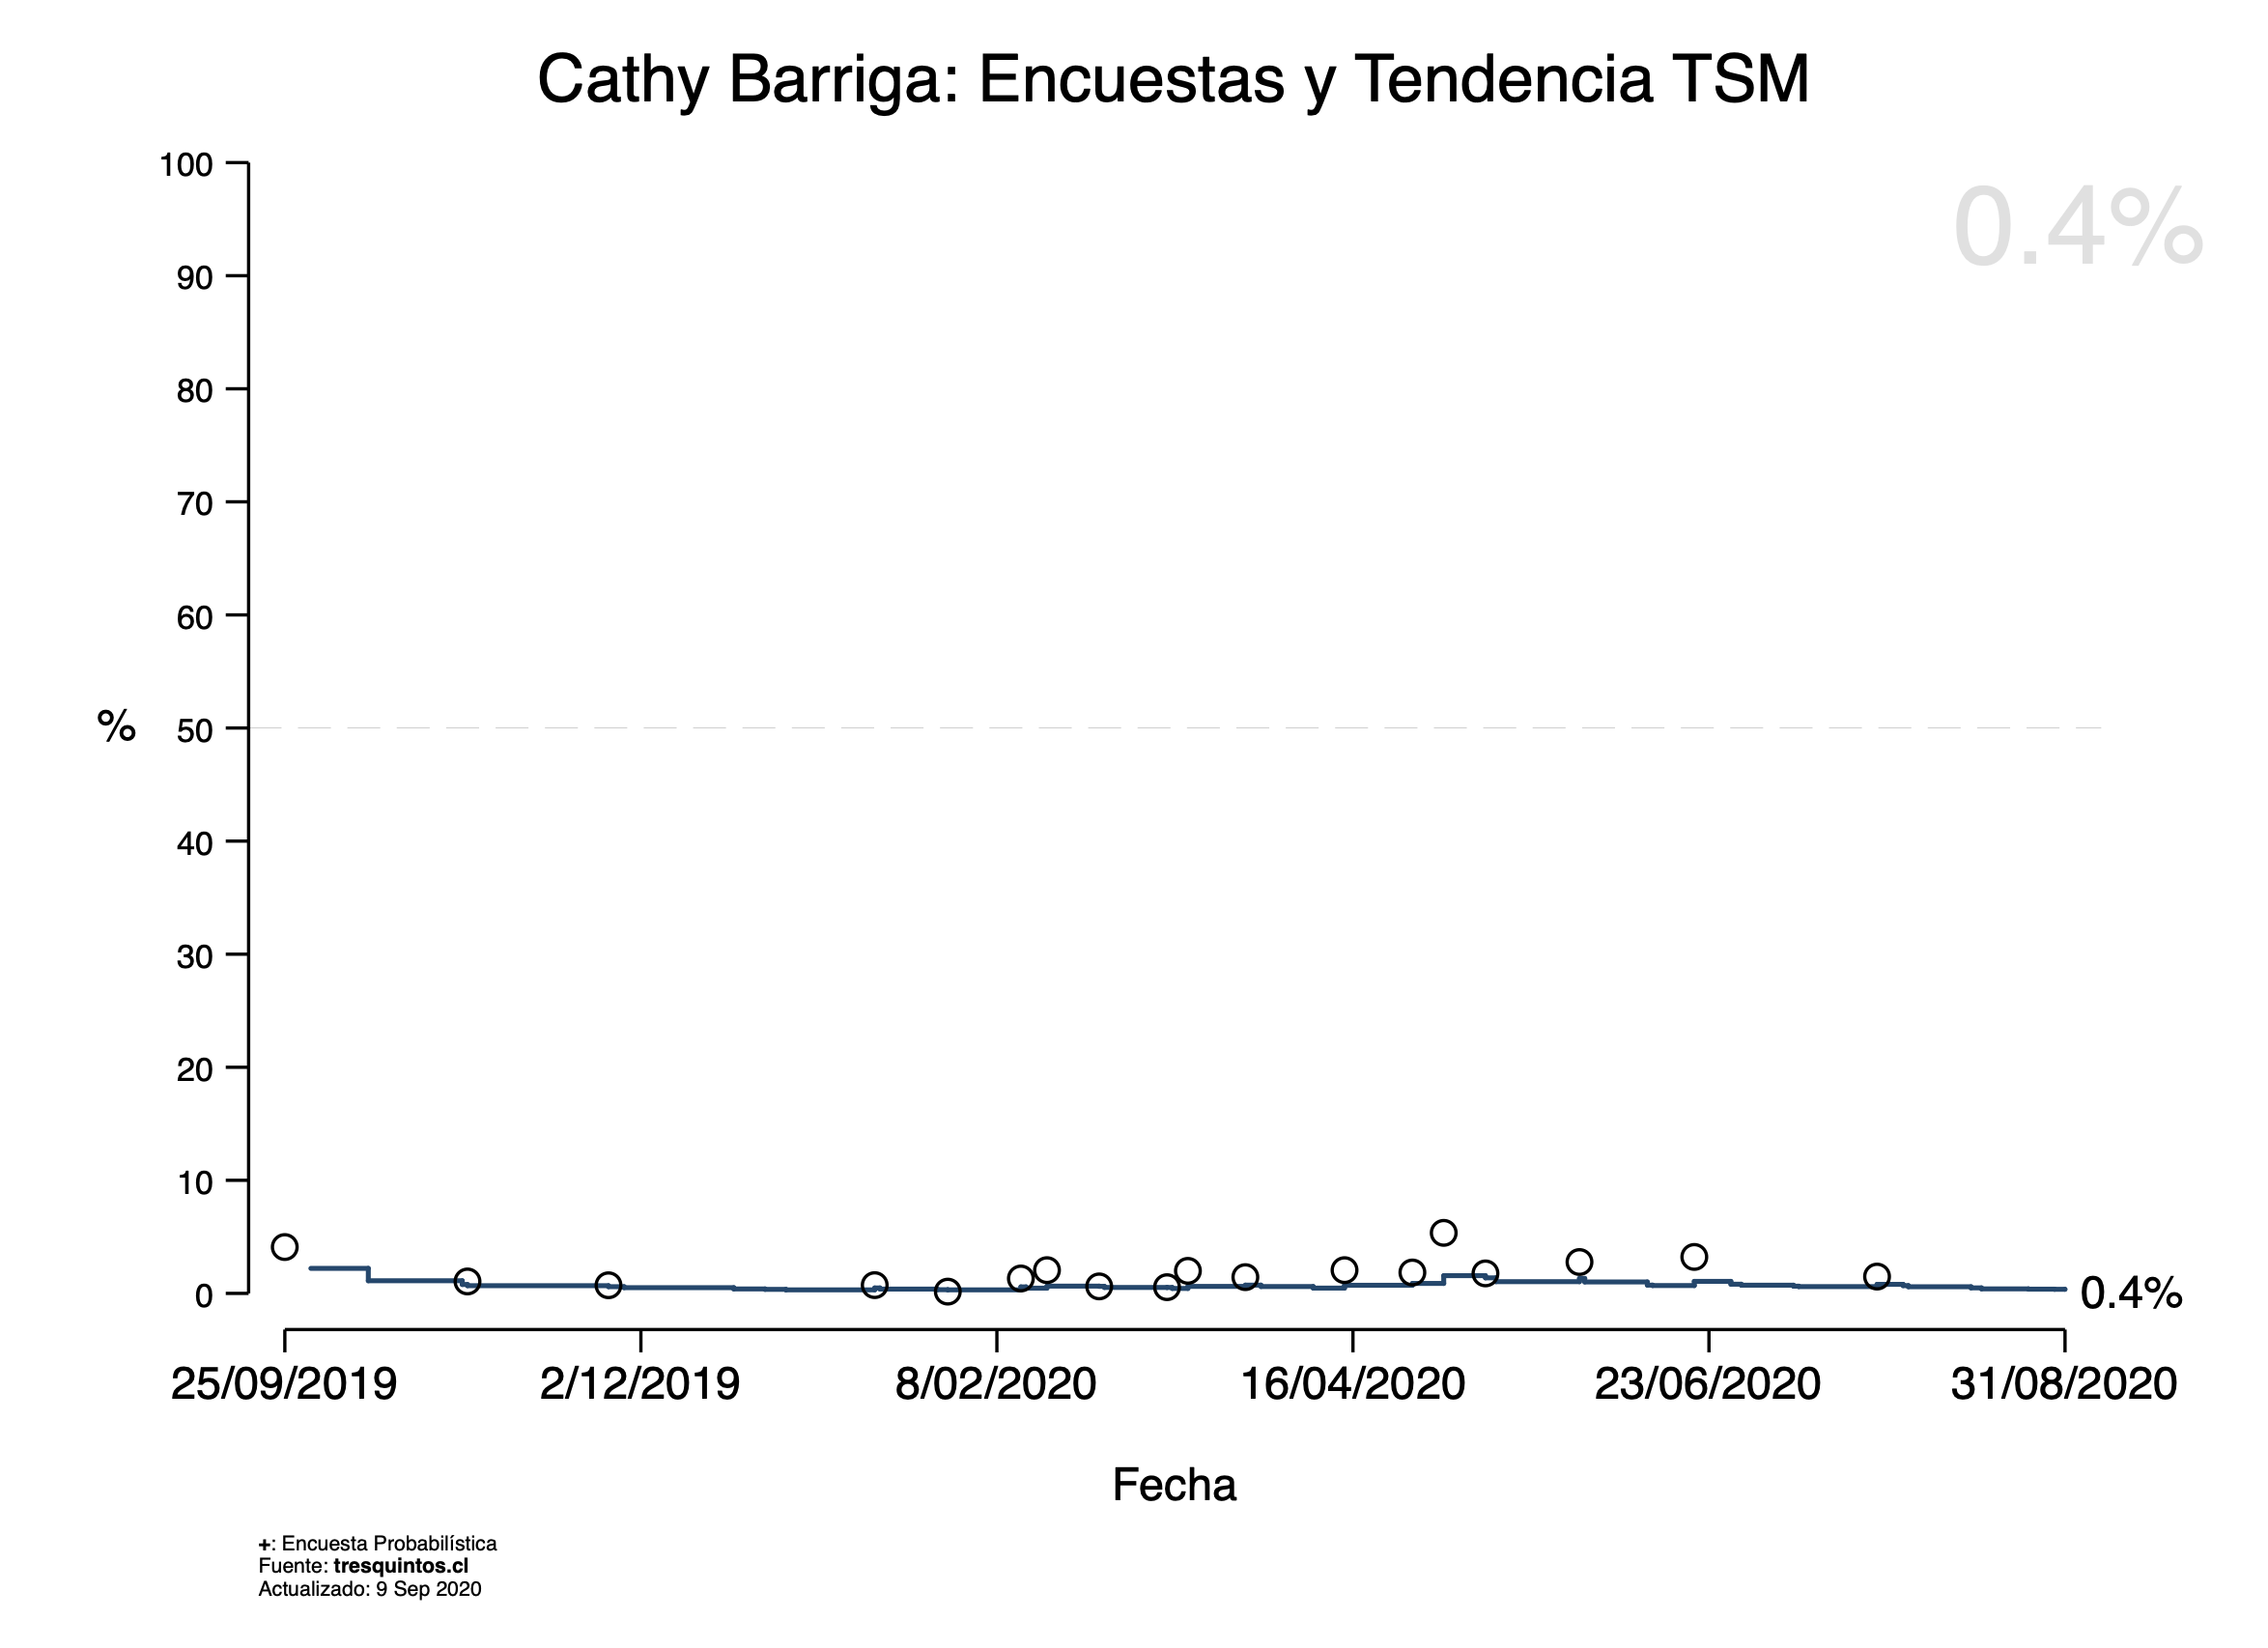 Cathy Barriga: Encuestas y Tendencia TSM
0.4%
100
90
80
70
60
% 50
40
30
20
10
0
0.4%
25/09/2019 2/12/2019 8/02/2020 16/04/2020 23/06/2020 31/08/2020
Fecha
+: Encuesta Probabilística
Fuente: tresquintos.cl
Actualizado: 9 Sep 2020